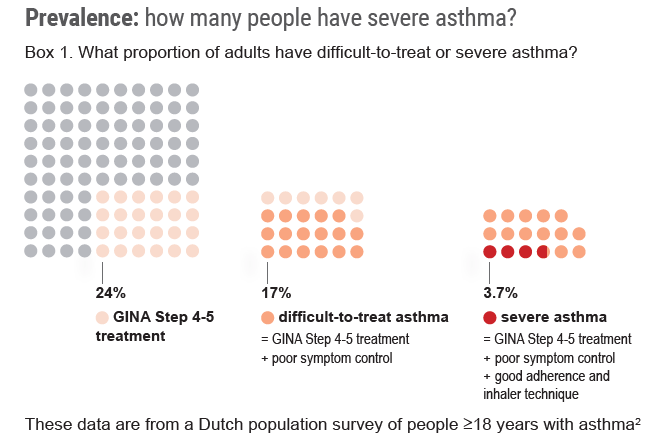 Prevalence: how many people have severe asthma?
Box 1. What proportion of adults have difficult-to-treat or severe asthma?
24%
GINA Step 4-5
treatment
17%
difficult-to-treat asthma
= GINA Step 4-5 treatment
+ poor symptom control
3.7%
severe asthma
= GINA Step 4-5 treatment
+ poor symptom control
+ good adherence and
inhaler technique
These data are from a Dutch population survey of people ≥18 years with asthma²